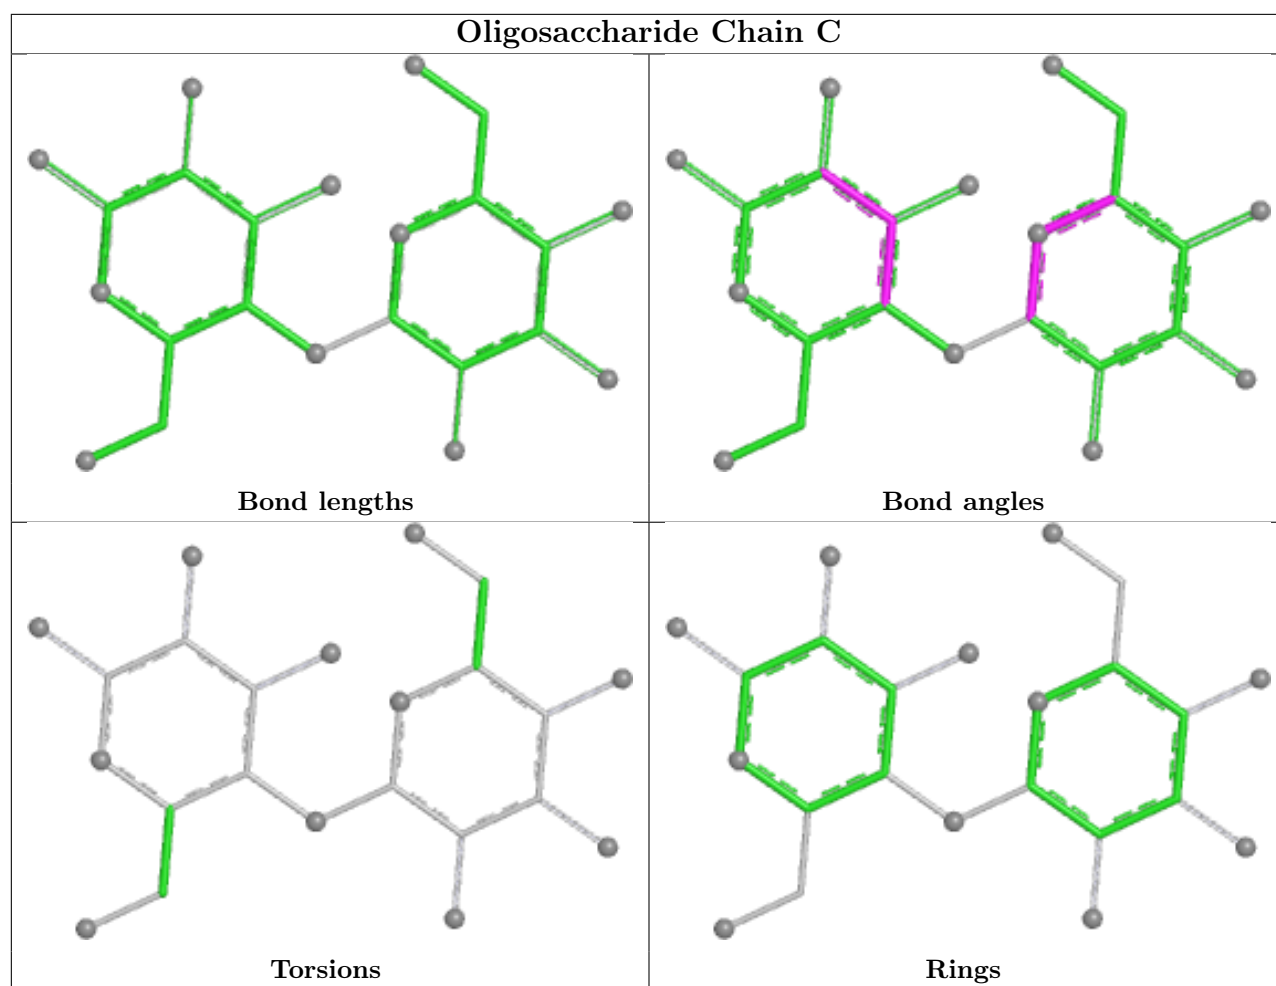 Oligosaccharide Chain C
Bond lengths
Bond angles
Torsions
Rings